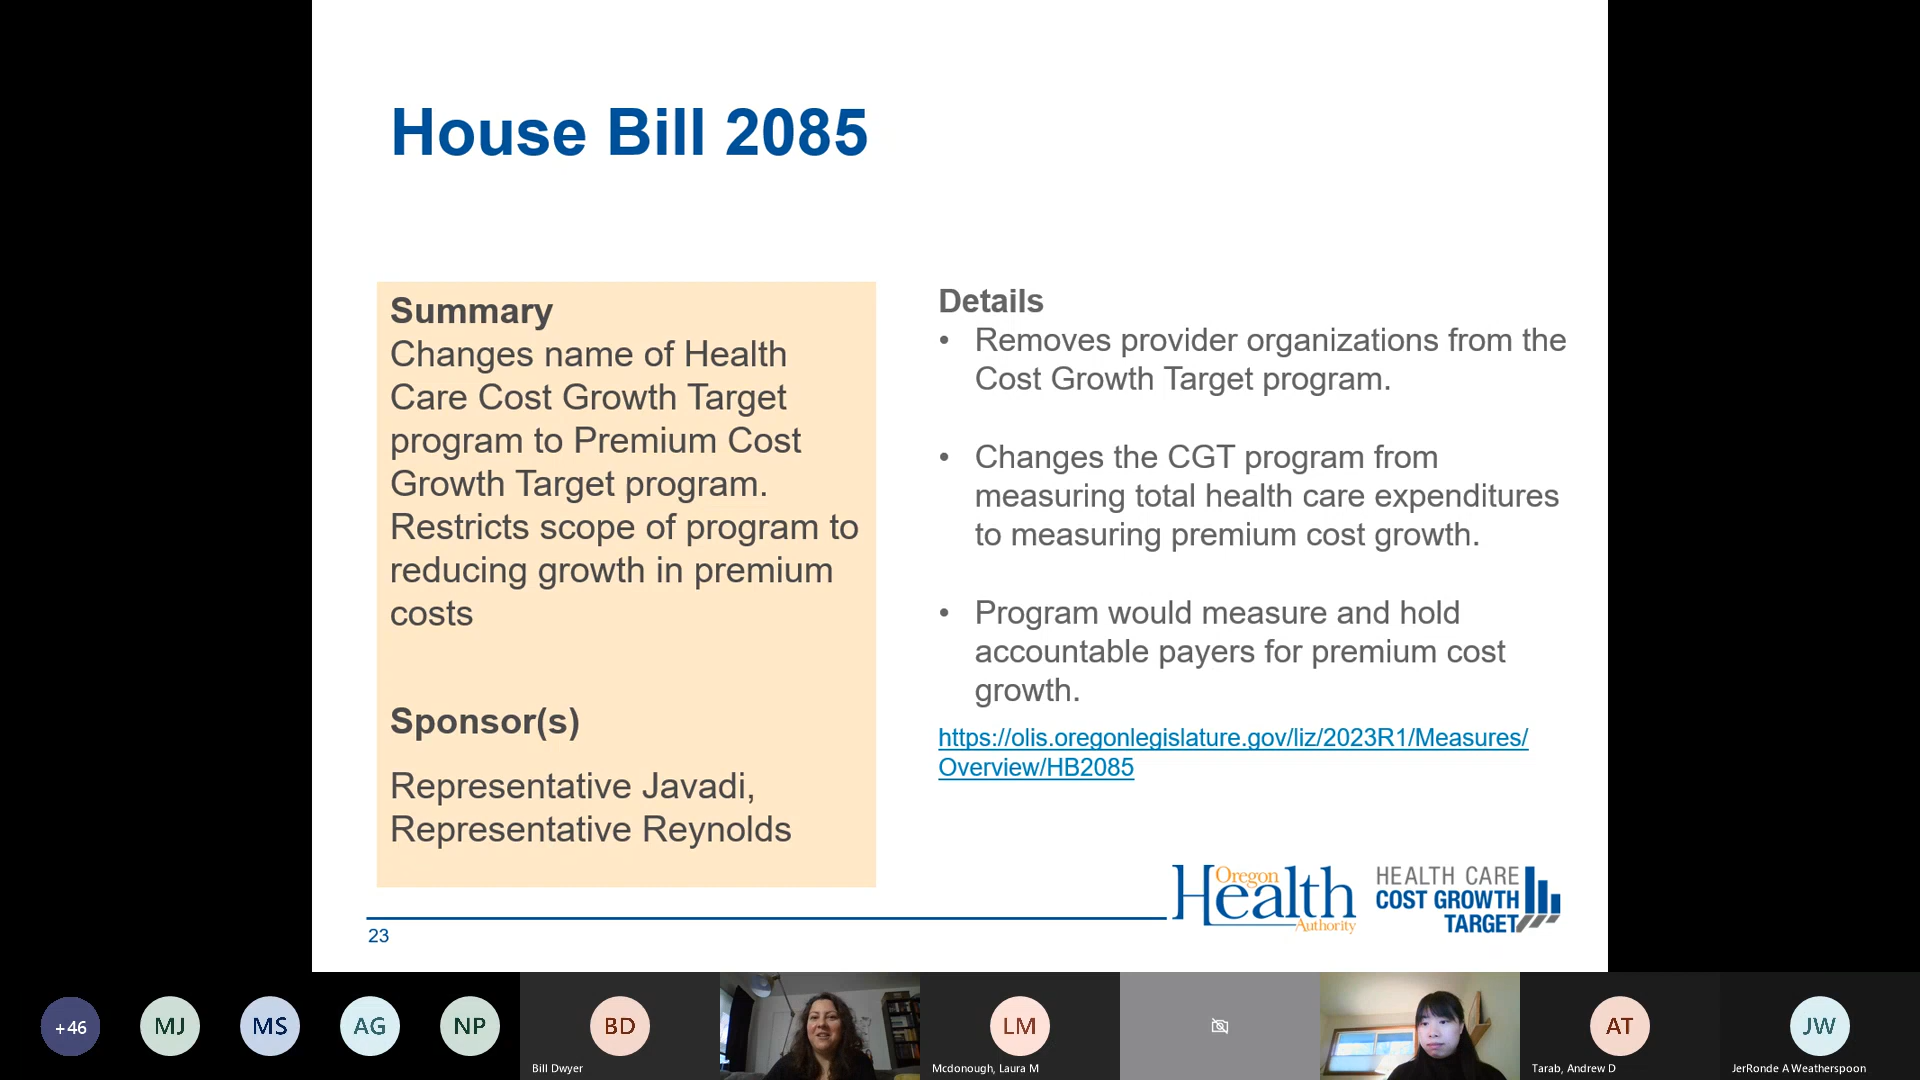 House Bill 2085
Summary
Changes name of Health
Care Cost Growth Target
program to Premium Cost
Growth Target program.
Restricts scope of program to
reducing growth in premium
costs
Sponsor(s)
Representative Javadi,
Representative Reynolds
Details
• Removes provider organizations from the
Cost Growth Target program.
• Changes the CGT program from
measuring total health care expenditures
to measuring premium cost growth.
• Program would measure and hold
accountable payers for premium cost
growth.
https://olis.oregonlegislature.gov/liz/2023R1/Measures/
Overview/HB2085
Oregon
Health
Authority
HEALTH CARE
COST GROWTH
TARGET
23
+46
MJ
MS
AG
NP
BD
Bill Dwyer
LM
Mcdonough, Laura M
AT
Tarab, Andrew D
JW
JerRonde A Weatherspoon